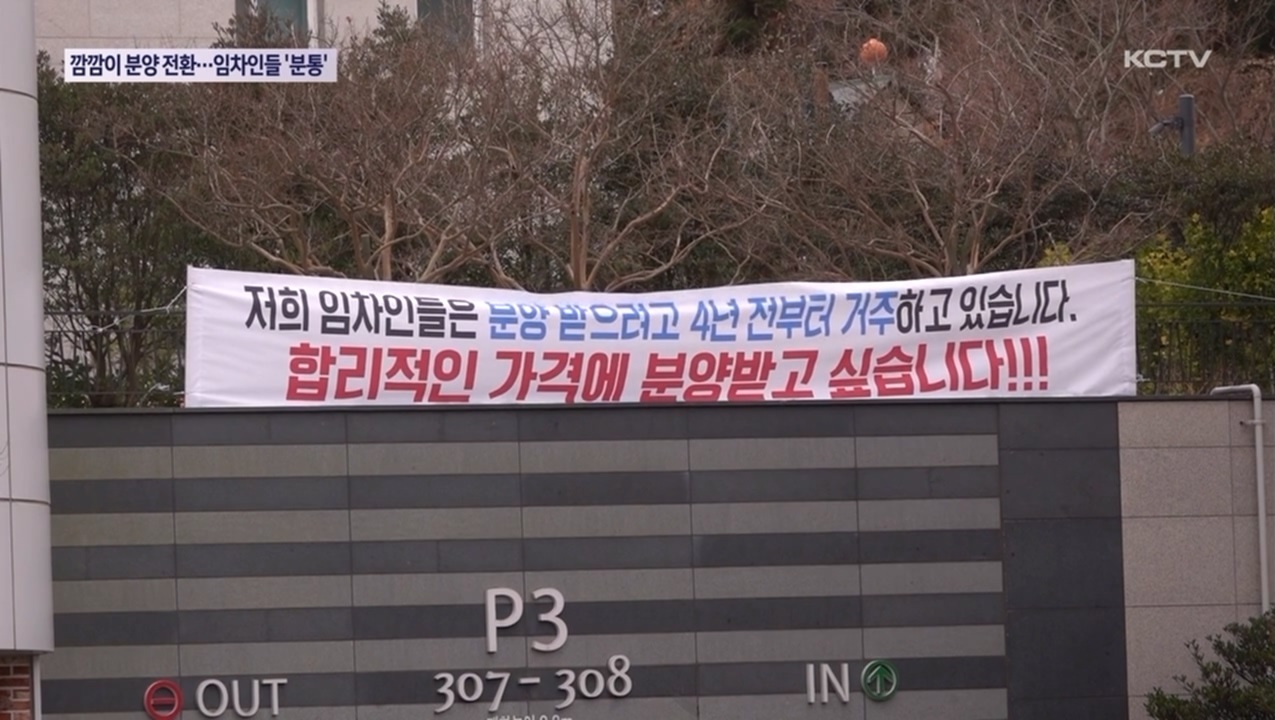 깜깜이 분양 전환…임차인들 '분통'
KCTV
저희 임차인들은 분양 받으려고 4년 전부터 거주하고 있습니다.
합리적인 가격에 분양받고 싶습니다!!!
P3
307 - 308
OUT
IN